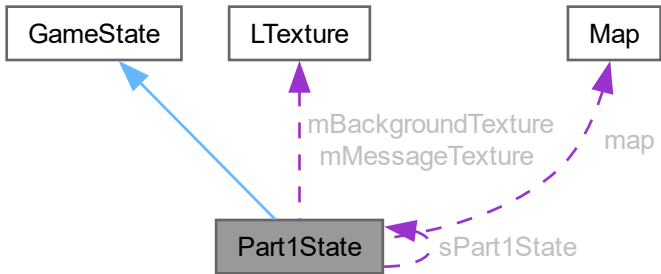 GameState
LTexture
Map
mBackgroundTexture
mMessageTexture
map
Part1State
sPart1State